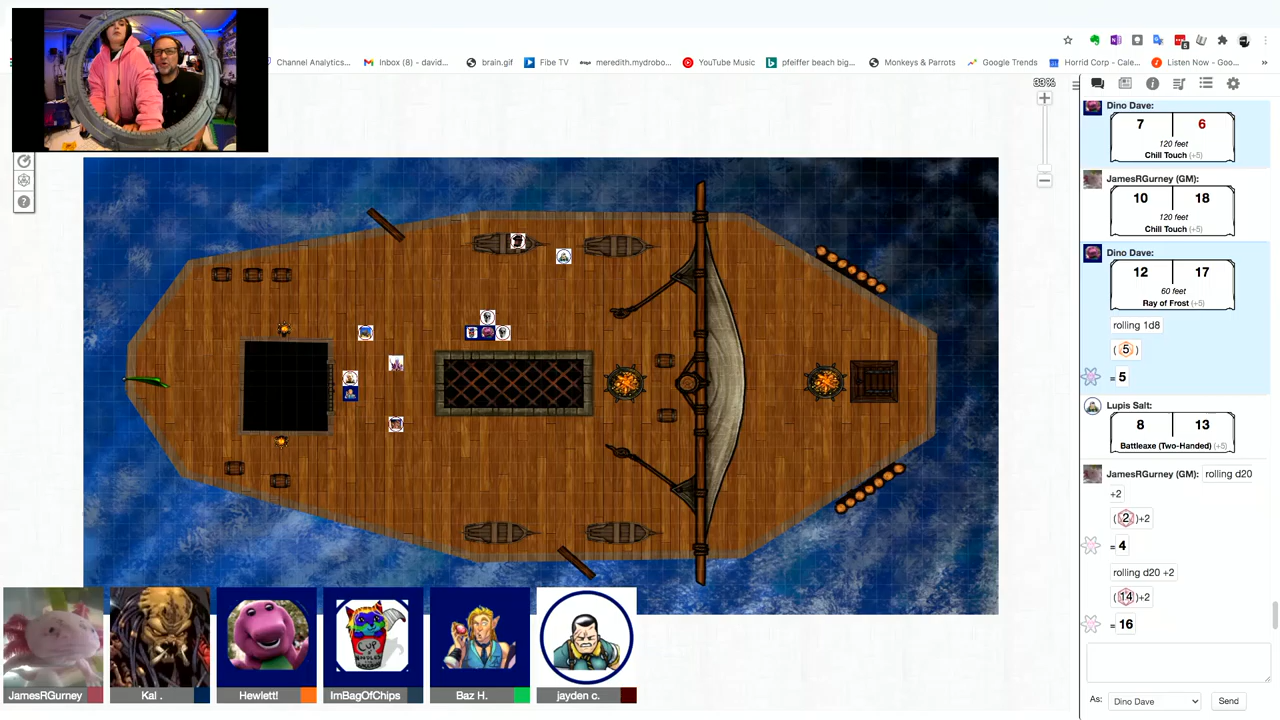 Channel Analytics...
Inbox (8) - david...
brain.gif
Fibe TV
meredith.mydrobo...
YouTube Music
pfeiffer beach big...
Monkeys & Parrots
Google Trends
Horrid Corp - Cale...
Listen Now -...
33%
Dino Dave:
7 6
120 feet
Chill Touch (+5)
JamesRGurney (GM):
10 18
120 feet
Chill Touch (+5)
Dino Dave:
12 17
60 feet
Ray of Frost (+5)
rolling 1d8
(5)
= 5
Lupis Salt:
8 13
Battleaxe (Two-Handed) (+5)
JamesRGurney (GM): rolling d20
+2
(2)+2
= 4
rolling d20 +2
(14)+2
= 16
As: Dino Dave Send
CUP
JamesRGurney
Kal .
Hewlett!
ImBagOfChips
Baz H.
jayden c.